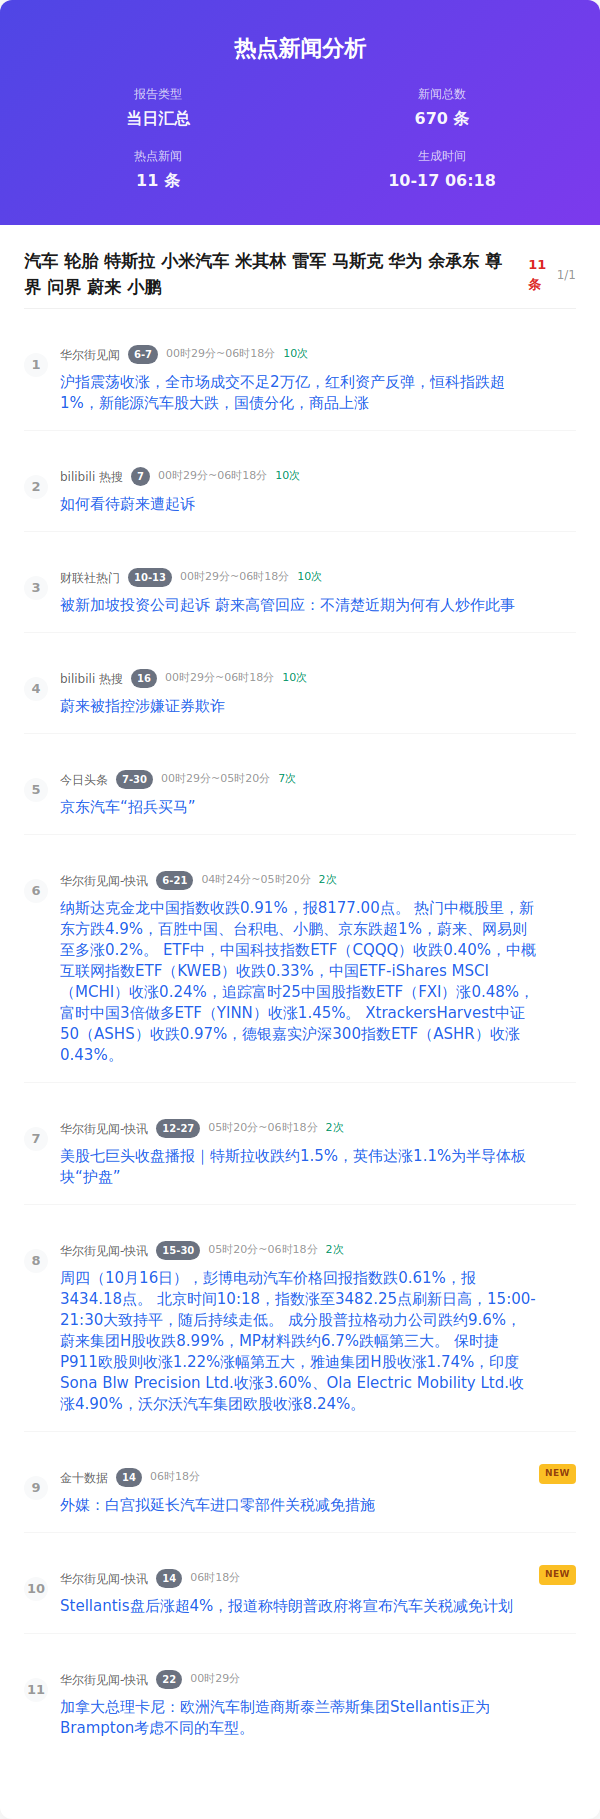 热点新闻分析
报告类型
当日汇总
新闻总数
670 条
热点新闻
11 条
生成时间
10-17 06:18
汽车 轮胎 特斯拉 小米汽车 米其林 雷军 马斯克 华为 余承东 尊
界 问界 蔚来 小鹏
11
条
1/1
1
华尔街见闻 6-7 00时29分~06时18分 10次
沪指震荡收涨，全市场成交不足2万亿，红利资产反弹，恒科指跌超
1%，新能源汽车股大跌，国债分化，商品上涨
2
bilibili 热搜 7 00时29分~06时18分 10次
如何看待蔚来遭起诉
3
财联社热门 10-13 00时29分~06时18分 10次
被新加坡投资公司起诉 蔚来高管回应：不清楚近期为何有人炒作此事
4
bilibili 热搜 16 00时29分~06时18分 10次
蔚来被指控涉嫌证券欺诈
5
今日头条 7-30 00时29分~05时20分 7次
京东汽车“招兵买马”
6
华尔街见闻-快讯 6-21 04时24分~05时20分 2次
纳斯达克金龙中国指数收跌0.91%，报8177.00点。 热门中概股里，新
东方跌4.9%，百胜中国、台积电、小鹏、京东跌超1%，蔚来、网易则
至多涨0.2%。 ETF中，中国科技指数ETF（CQQQ）收跌0.40%，中概
互联网指数ETF（KWEB）收跌0.33%，中国ETF-iShares MSCI
（MCHI）收涨0.24%，追踪富时25中国股指数ETF（FXI）涨0.48%，
富时中国3倍做多ETF（YINN）收涨1.45%。 XtrackersHarvest中证
50（ASHS）收跌0.97%，德银嘉实沪深300指数ETF（ASHR）收涨
0.43%。
7
华尔街见闻-快讯 12-27 05时20分~06时18分 2次
美股七巨头收盘播报｜特斯拉收跌约1.5%，英伟达涨1.1%为半导体板
块“护盘”
8
华尔街见闻-快讯 15-30 05时20分~06时18分 2次
周四（10月16日），彭博电动汽车价格回报指数跌0.61%，报
3434.18点。 北京时间10:18，指数涨至3482.25点刷新日高，15:00-
21:30大致持平，随后持续走低。 成分股普拉格动力公司跌约9.6%，
蔚来集团H股收跌8.99%，MP材料跌约6.7%跌幅第三大。 保时捷
P911欧股则收涨1.22%涨幅第五大，雅迪集团H股收涨1.74%，印度
Sona Blw Precision Ltd.收涨3.60%、Ola Electric Mobility Ltd.收
涨4.90%，沃尔沃汽车集团欧股收涨8.24%。
9
金十数据 14 06时18分
NEW
外媒：白宫拟延长汽车进口零部件关税减免措施
10
华尔街见闻-快讯 14 06时18分
NEW
Stellantis盘后涨超4%，报道称特朗普政府将宣布汽车关税减免计划
11
华尔街见闻-快讯 22 00时29分
加拿大总理卡尼：欧洲汽车制造商斯泰兰蒂斯集团Stellantis正为
Brampton考虑不同的车型。